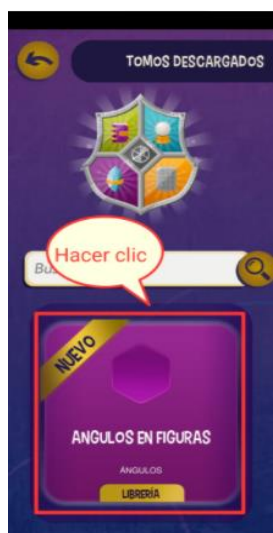 TOMOS DESCARGADOS
Hacer clic
NUEVO
ANGULOS EN FIGURAS
ÁNGULOS
LIBRERÍA